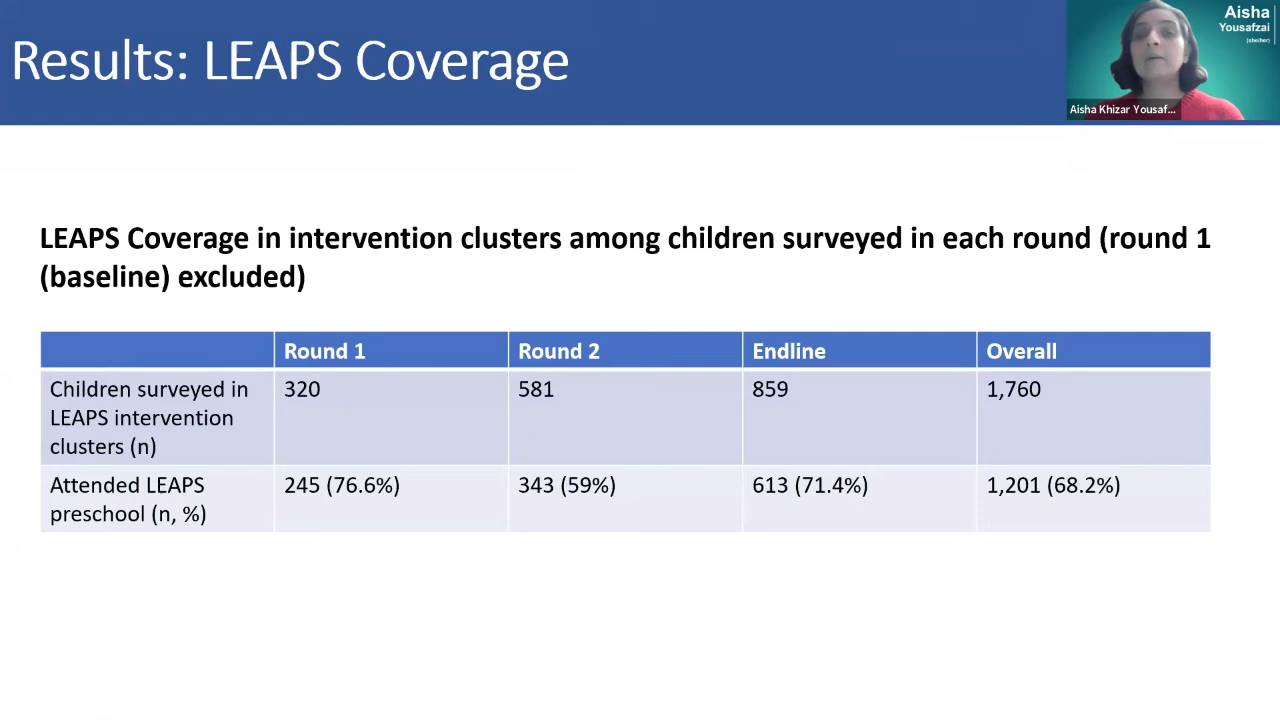 Results: LEAPS Coverage
Aisha
Yousafzai
(she/her)
Aisha Khizar Yousaf...
LEAPS Coverage in intervention clusters among children surveyed in each round (round 1
(baseline) excluded)
Round 1 Round 2 Endline Overall
Children surveyed in LEAPS intervention clusters (n) 320 581 859 1,760
Attended LEAPS preschool (n, %) 245 (76.6%) 343 (59%) 613 (71.4%) 1,201 (68.2%)